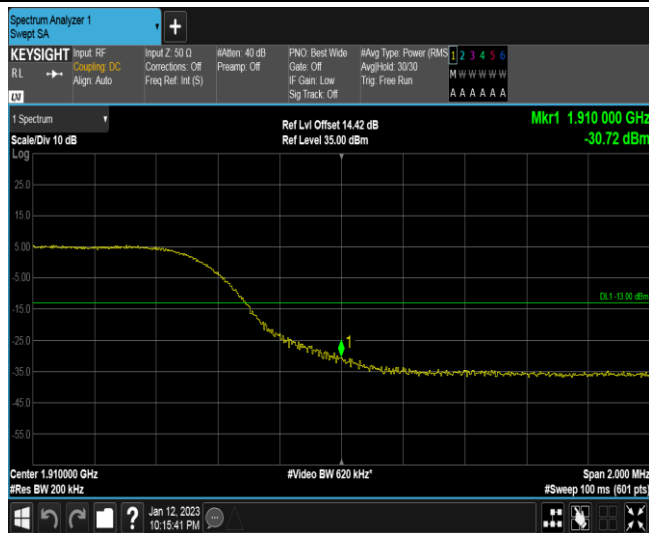 Spectrum Analyzer 1
Swept SA
+
KEYSIGHT
RL
Input: RF
Coupling: DC
Align: Auto
Input Z: 50 Ω
Corrections: Off
Freq Ref: Int (S)
#Atten: 40 dB
Preamp: Off
PNO: Best Wide
Gate: Off
IF Gain: Low
Sig Track: Off
#Avg Type: Power (RMS
Avg|Hold: 30/30
Trig: Free Run
1 2 3 4 5 6
M W W W W W
A A A A A A
LXI
1 Spectrum
Scale/Div 10 dB
Ref Lvl Offset 14.42 dB
Ref Level 35.00 dBm
Mkr1 1.910 000 GHz
-30.72 dBm
Log
25.0
15.0
5.00
-5.00
-15.0
-25.0
-35.0
-45.0
-55.0
DL1 -13.00 dBm
1
Center 1.910000 GHz
#Res BW 200 kHz
#Video BW 620 kHz*
Span 2.000 MHz
#Sweep 100 ms (601 pts)
?
Jan 12, 2023
10:15:41 PM